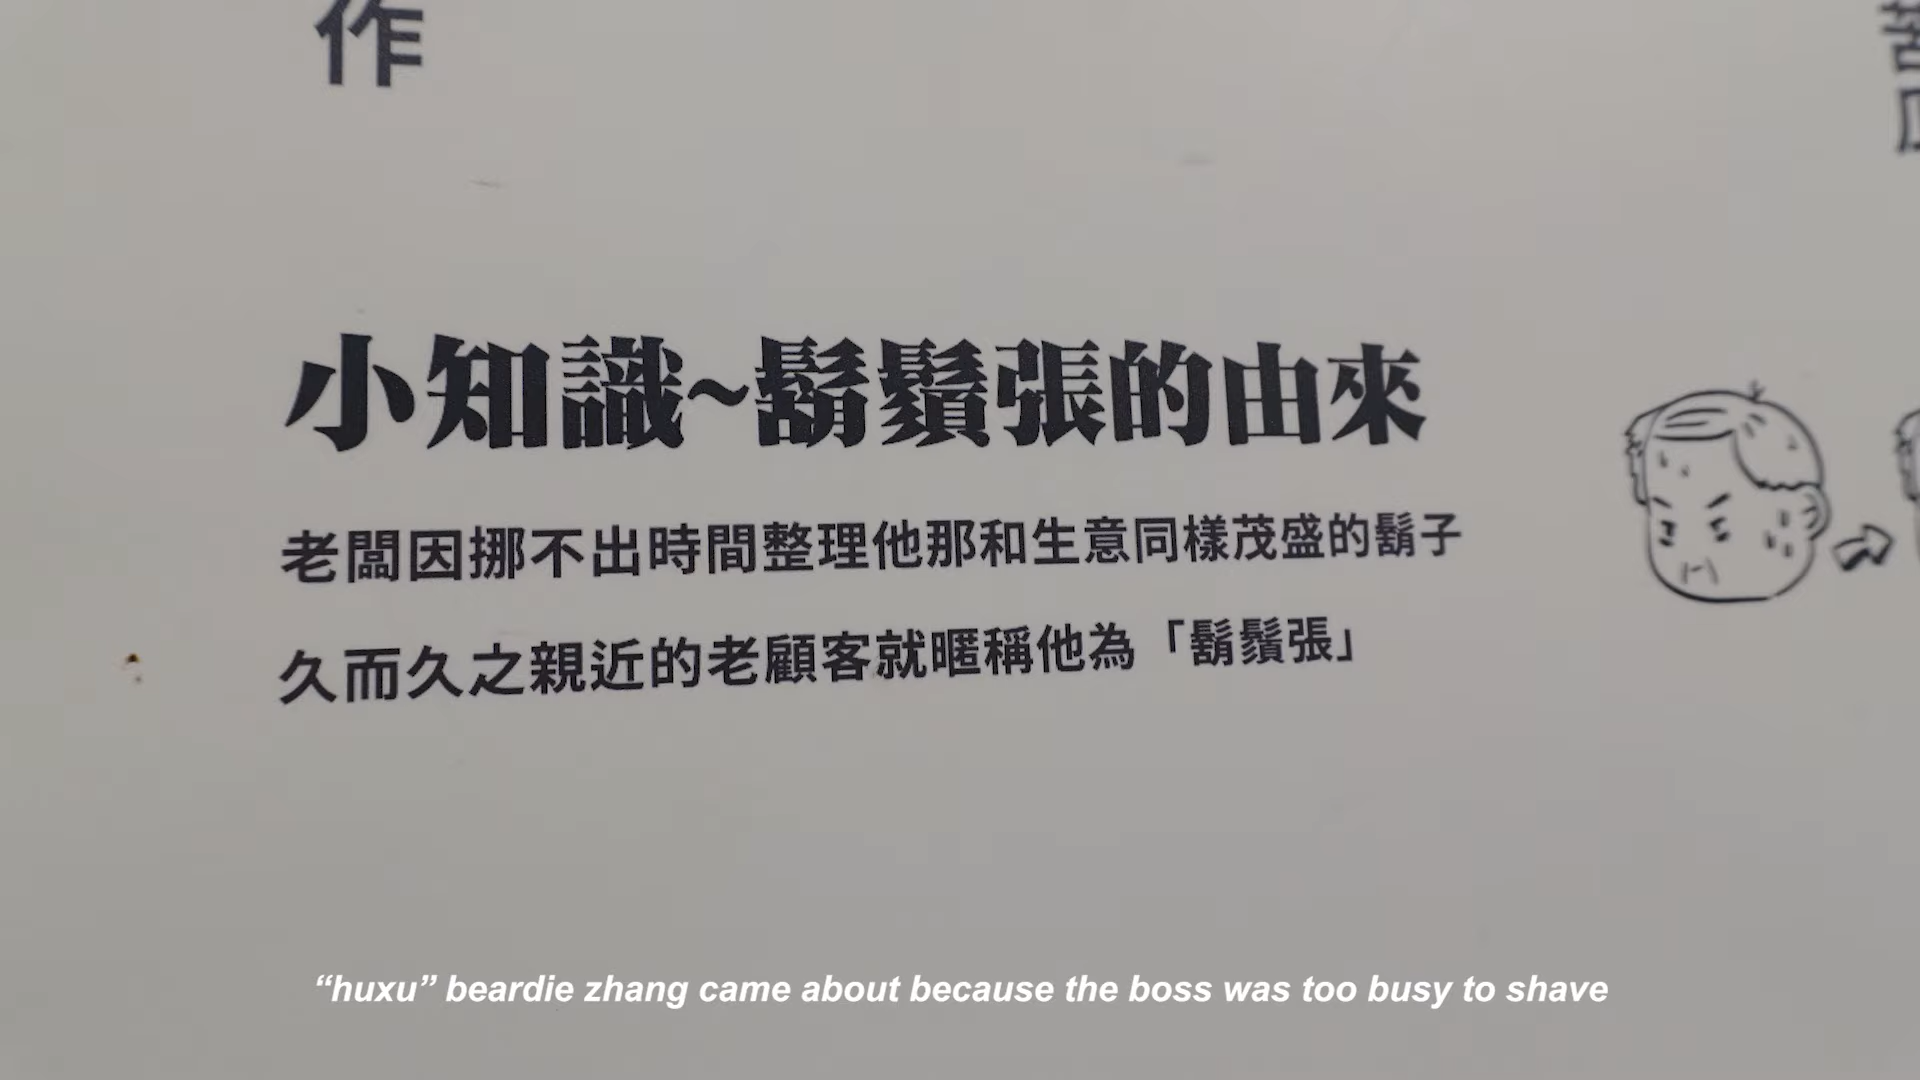 作
小知識~鬍鬚張的由來
老闆因挪不出時間整理他那和生意同樣茂盛的鬍子
久而久之親近的老顧客就暱稱他為「鬍鬚張」
“huxu” beardie zhang came about because the boss was too busy to shave